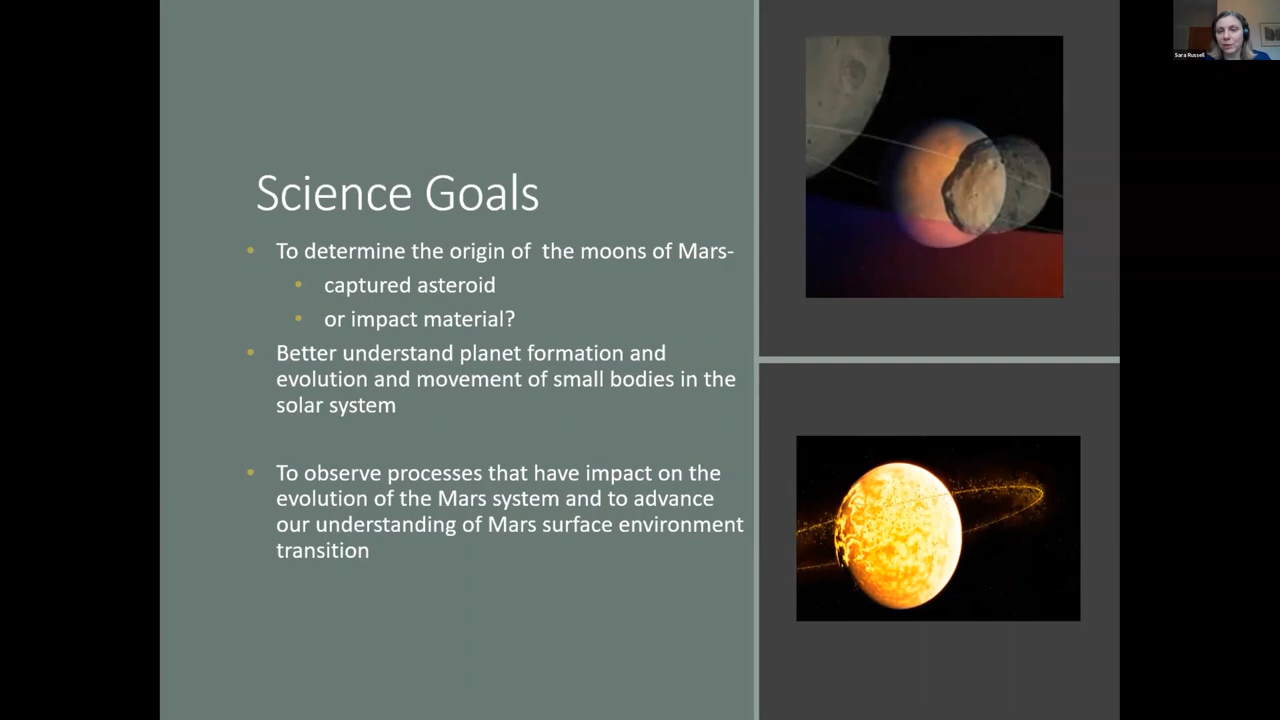 Science Goals
• To determine the origin of  the moons of Mars-
• captured asteroid
• or impact material?
• Better understand planet formation and
evolution and movement of small bodies in the
solar system
• To observe processes that have impact on the
evolution of the Mars system and to advance
our understanding of Mars surface environment
transition
Sara Russell